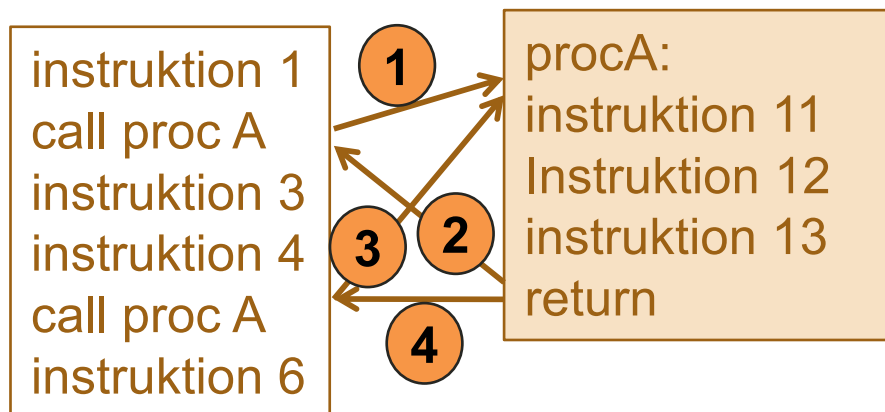 instruktion 1
call proc A
instruktion 3
instruktion 4
call proc A
instruktion 6
1
3
2
4
procA:
instruktion 11
Instruktion 12
instruktion 13
return